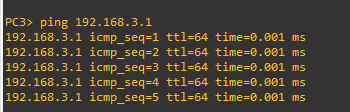 PC3> ping 192.168.3.1
192.168.3.1 icmp_seq=1 ttl=64 time=0.001 ms
192.168.3.1 icmp_seq=2 ttl=64 time=0.001 ms
192.168.3.1 icmp_seq=3 ttl=64 time=0.001 ms
192.168.3.1 icmp_seq=4 ttl=64 time=0.001 ms
192.168.3.1 icmp_seq=5 ttl=64 time=0.001 ms